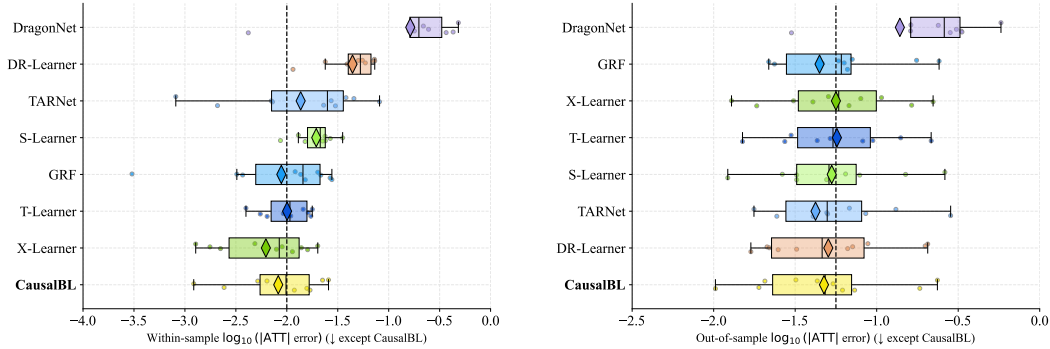 DragonNet
DR-Learner
TARNet
S-Learner
GRF
T-Learner
X-Learner
CausalBL
−4.0 −3.5 −3.0 −2.5 −2.0 −1.5 −1.0 −0.5 0.0
Within-sample log10 (|ATT| error) (↓ except CausalBL)
DragonNet
GRF
X-Learner
T-Learner
S-Learner
TARNet
DR-Learner
CausalBL
−2.5 −2.0 −1.5 −1.0 −0.5 0.0
Out-of-sample log10 (|ATT| error) (↓ except CausalBL)